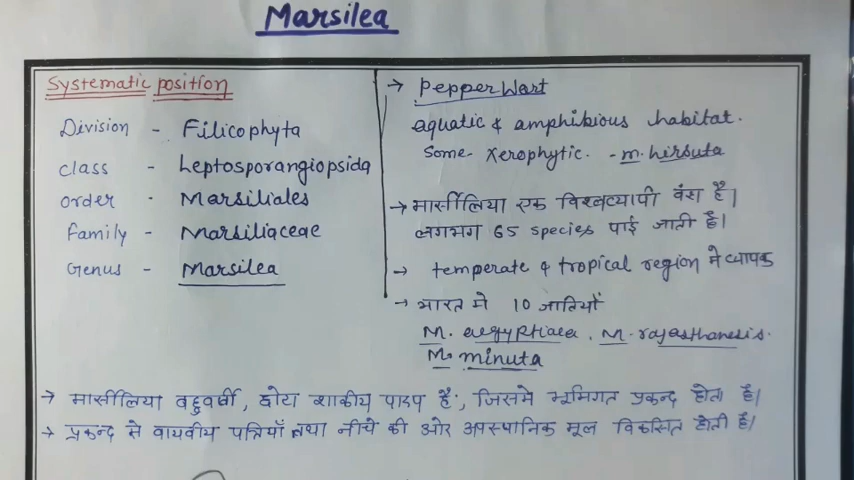 Marsilea
Systematic position
Division - Filicophyta
class - Leptosporangiopsida
order - Marsiliales
Family - Marsiliaceae
Genus - Marsilea
→ Pepper Wart
aquatic & amphibious habitat.
Some Xerophytic. - m. hirsuta
→ मार्सीलिया एक विश्वव्यापी वंश है।
लगभग 65 species पाई जाती है।
→ temperate & tropical region मे व्यापक
→ भारत मे 10 जातियाँ
M. aegyptiaca, M. rajasthanesis.
M. minuta
→ मार्सीलिया बहुवर्षी, छोटा शाकीय पादप है, जिसमे भूमिगत प्रकन्द होता है।
→ प्रकन्द से वायवीय पत्तियाँ तथा नीचे की ओर अपस्थानिक मूल विकसित होती है।